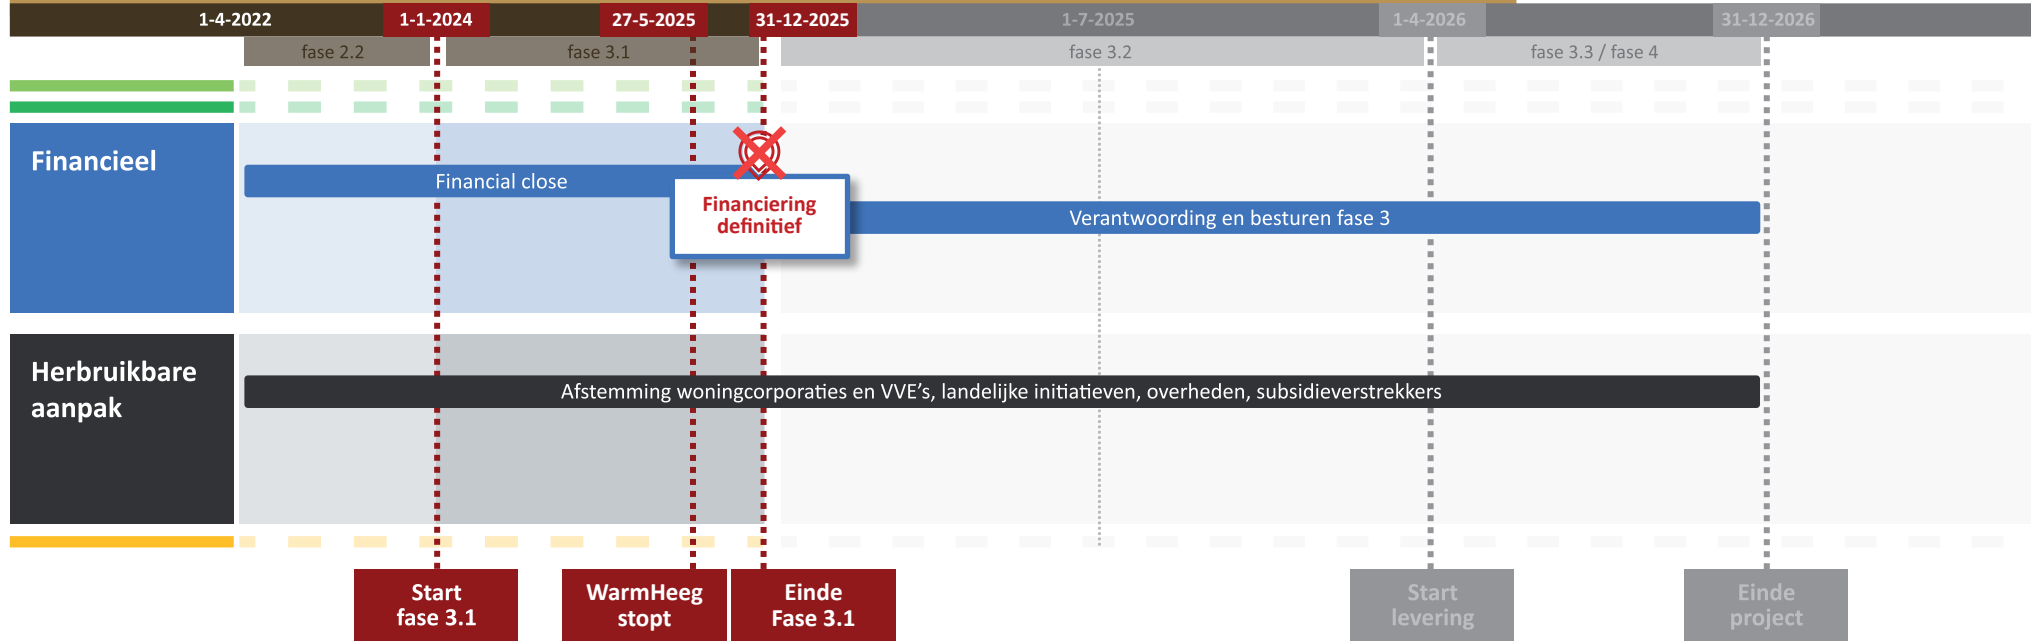 1-4-2022
1-1-2024
27-5-2025
31-12-2025
1-7-2025
1-4-2026
31-12-2026
fase 2.2
fase 3.1
fase 3.2
fase 3.3 / fase 4
Financieel
Financial close
Financiering
definitief
Verantwoording en besturen fase 3
Herbruikbare
aanpak
Afstemming woningcorporaties en VVE's, landelijke initiatieven, overheden, subsidieverstrekkers
Start
fase 3.1
WarmHeeg
stopt
Einde
Fase 3.1
Start
levering
Einde
project